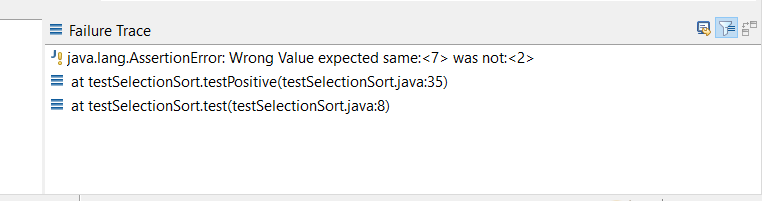 Failure Trace
java.lang.AssertionError: Wrong Value expected same:<7> was not:<2>
at testSelectionSort.testPositive(testSelectionSort.java:35)
at testSelectionSort.test(testSelectionSort.java:8)